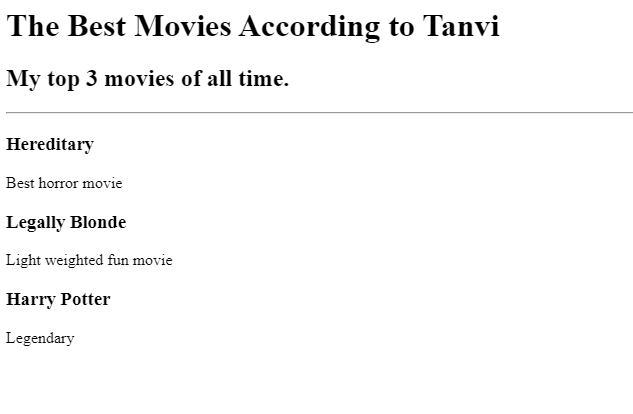 The Best Movies According to Tanvi
My top 3 movies of all time.
Hereditary
Best horror movie
Legally Blonde
Light weighted fun movie
Harry Potter
Legendary